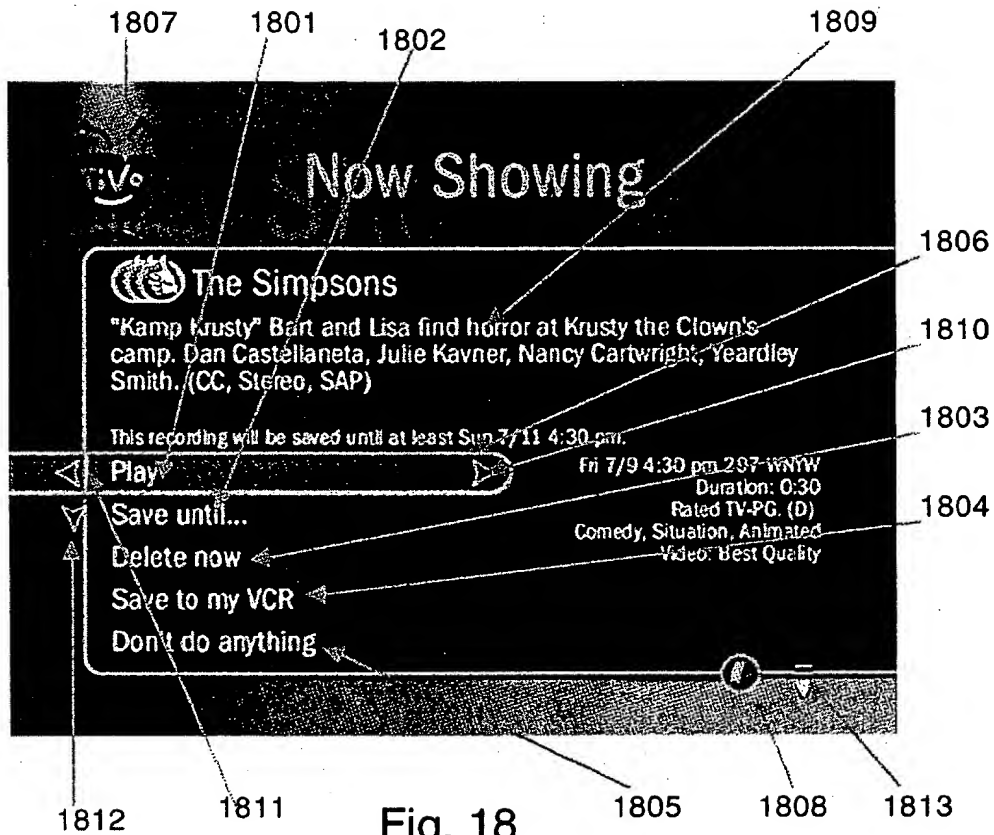 1807
1801
1802
1809
TiVo
Now Showing
1806
The Simpsons
"Kamp Krusty" Bart and Lisa find horror at Krusty the Clown's
camp. Dan Castellaneta, Julie Kavner, Nancy Cartwright, Yeardley
Smith. (CC, Stereo, SAP)
1810
This recording will be saved until at least Sun 7/11 4:30 pm.
1803
Play
Fri 7/9 4:30 pm 287 WNYW
Duration: 0:30
Save until...
Rated TV-PG. (D)
1804
Comedy, Situation, Animated
Delete now
Video: Best Quality
Save to my VCR
Don't do anything
1812
1811
Fig. 18
1805
1808
1813